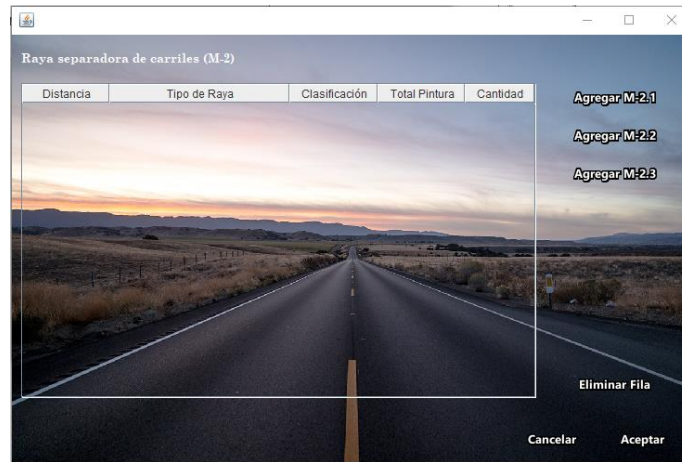 Raya separadora de carriles (M-2)
Distancia Tipo de Raya Clasificación Total Pintura Cantidad
Agregar M-2.1
Agregar M-2.2
Agregar M-2.3
Eliminar Fila
Cancelar Aceptar